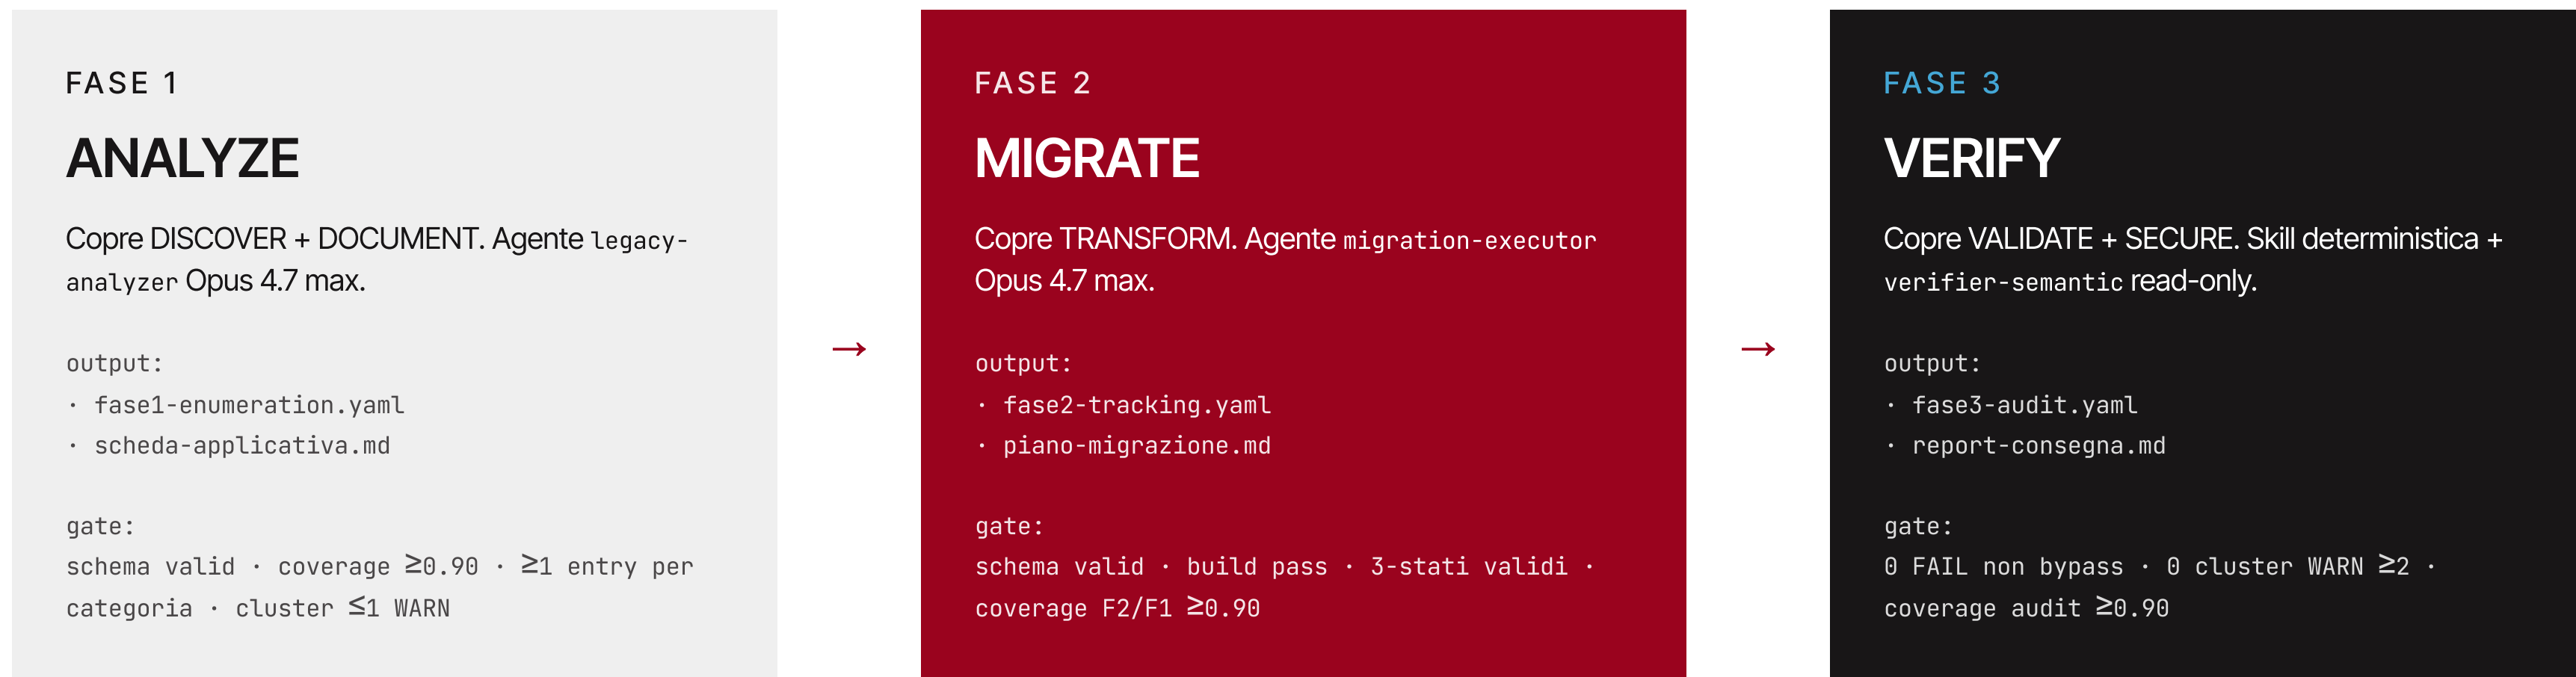 FASE 1
ANALYZE
Copre DISCOVER + DOCUMENT. Agente legacy-
analyzer Opus 4.7 max.
output:
· fase1-enumeration.yaml
· scheda-applicativa.md
gate:
schema valid · coverage ≥0.90 · ≥1 entry per
categoria · cluster ≤1 WARN
→
FASE 2
MIGRATE
Copre TRANSFORM. Agente migration-executor
Opus 4.7 max.
output:
· fase2-tracking.yaml
· piano-migrazione.md
gate:
schema valid · build pass · 3-stati validi ·
coverage F2/F1 ≥0.90
→
FASE 3
VERIFY
Copre VALIDATE + SECURE. Skill deterministica +
verifier-semantic read-only.
output:
· fase3-audit.yaml
· report-consegna.md
gate:
0 FAIL non bypass · 0 cluster WARN ≥2 ·
coverage audit ≥0.90